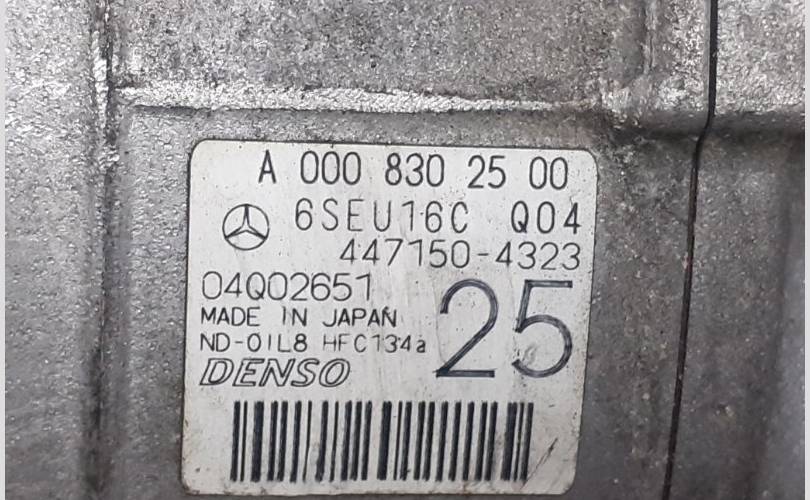 A 000 830 25 00
6SEU16C Q04
447150-4323
04Q02651
MADE IN JAPAN
ND-OIL8 HFC134a
25
DENSO